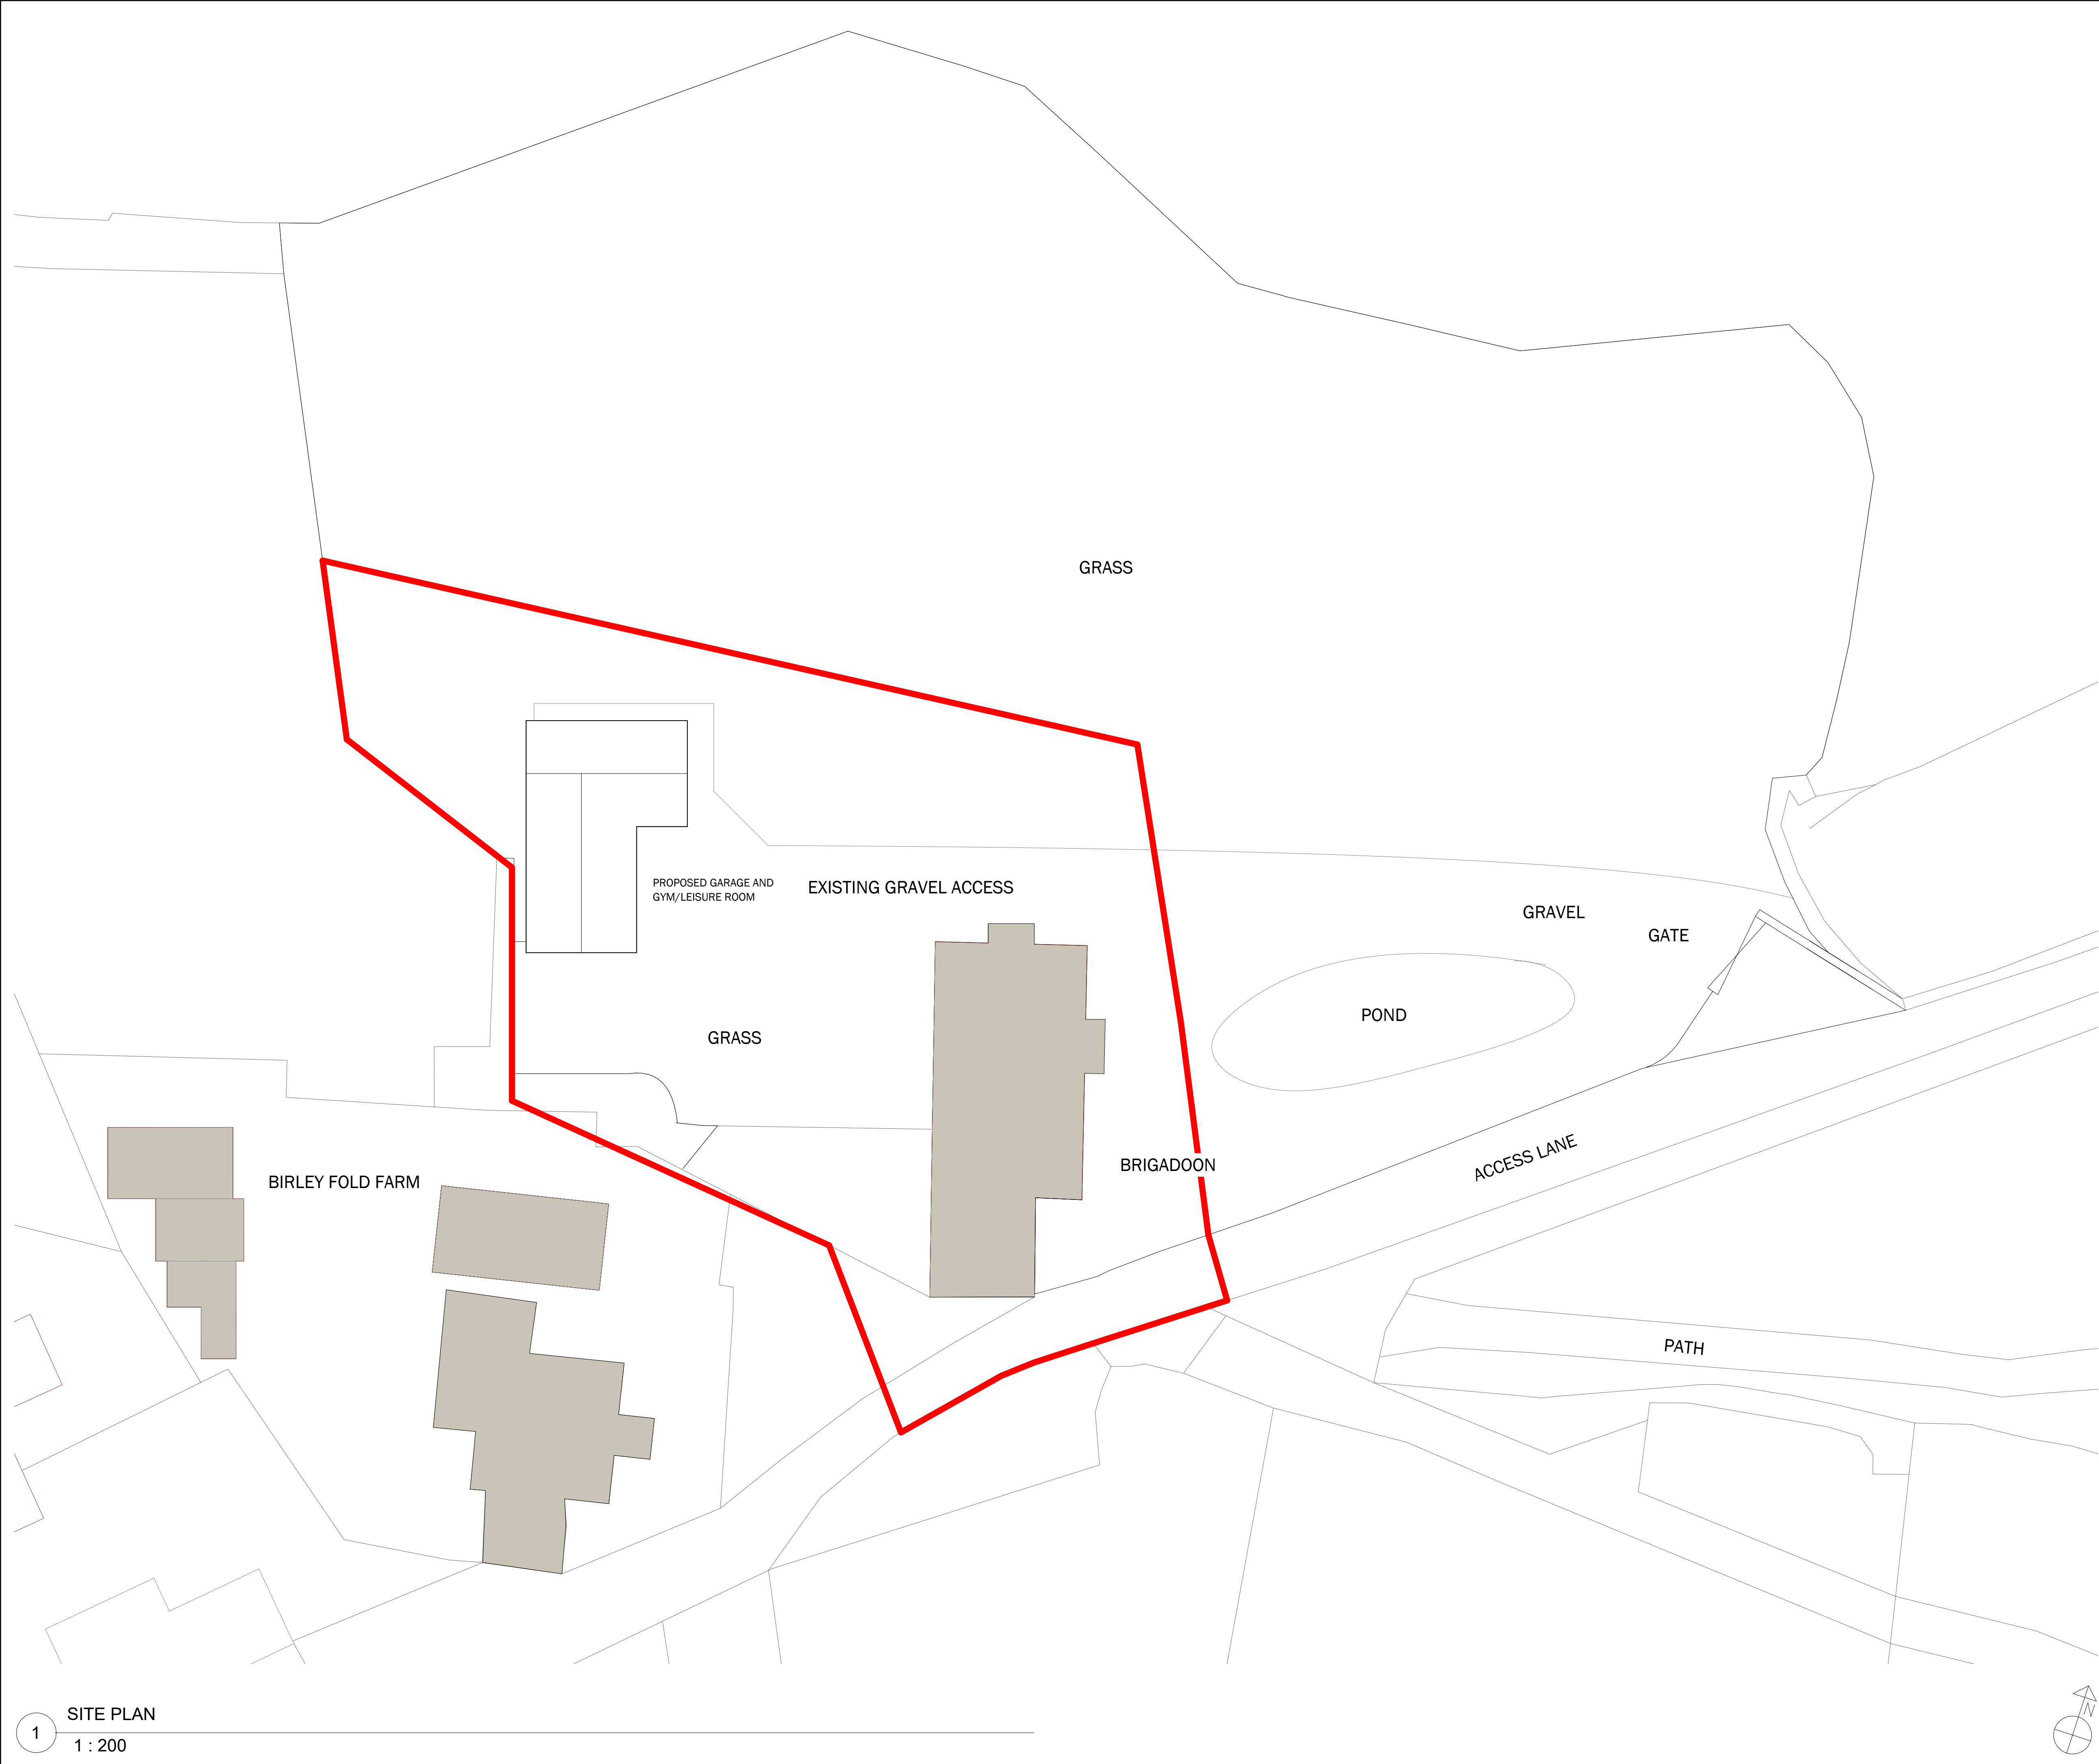 GRASS
PROPOSED GARAGE AND
GYM/LEISURE ROOM
EXISTING GRAVEL ACCESS
GRAVEL
GATE
POND
GRASS
ACCESS LANE
BRIGADOON
BIRLEY FOLD FARM
PATH
SITE PLAN
1
1 : 200
N